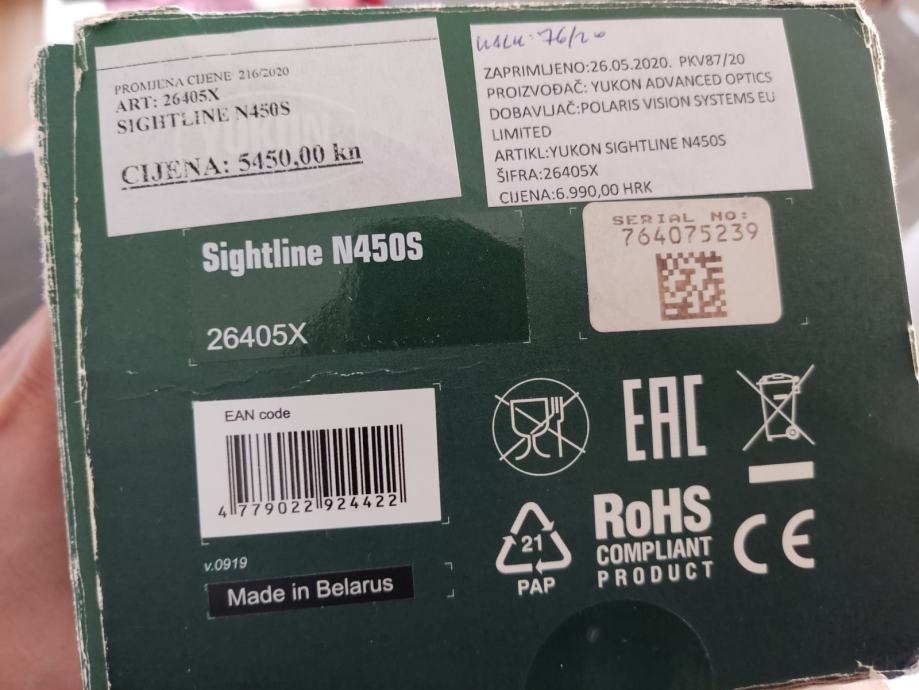 PROMJENA CIJENE: 216/2020
ART: 26405X
SIGHTLINE N450S
CIJENA: 5450,00 kn
YUKON
76/20
ZAPRIMLJENO:26.05.2020. PKV87/20
PROIZVOĐAČ: YUKON ADVANCED OPTICS
DOBAVLJAČ:POLARIS VISION SYSTEMS EU
LIMITED
ARTIKL:YUKON SIGHTLINE N450S
ŠIFRA:26405X
CIJENA:6.990,00 HRK
SERIAL NO:
764075239
Sightline N450S
26405X
EAN code
4 779022 924422
v.0919
Made in Belarus
EAC
21
PAP
RoHS
COMPLIANT
PRODUCT
CE